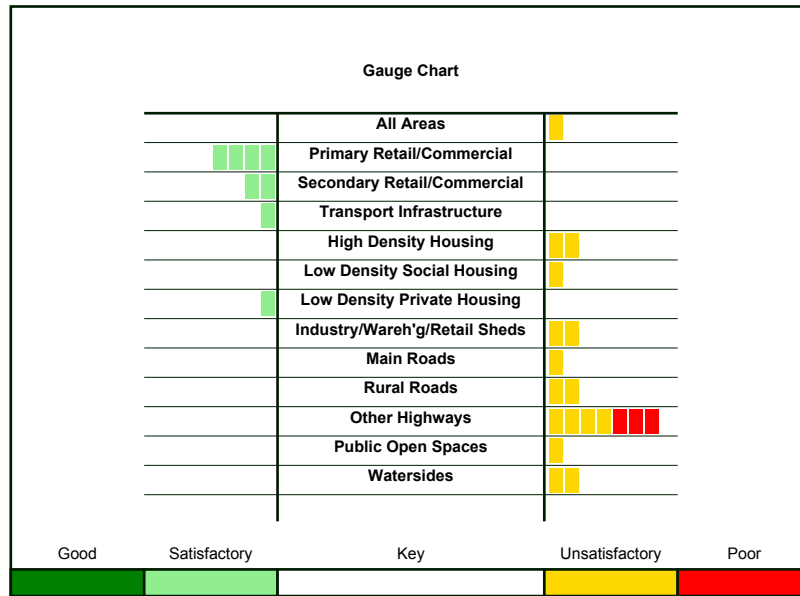 Gauge Chart
All Areas
Primary Retail/Commercial
Secondary Retail/Commercial
Transport Infrastructure
High Density Housing
Low Density Social Housing
Low Density Private Housing
Industry/Wareh'g/Retail Sheds
Main Roads
Rural Roads
Other Highways
Public Open Spaces
Watersides
Good Satisfactory Key Unsatisfactory Poor